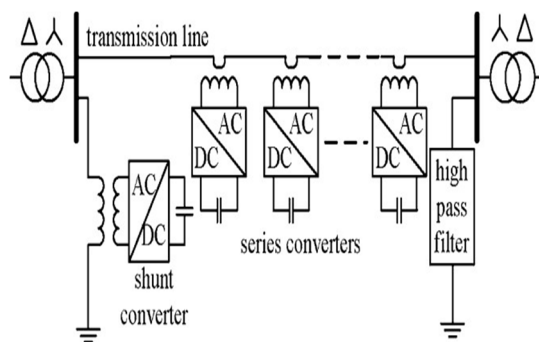 Δ Y
transmission line
Y Δ
AC
DC
AC
DC
AC
DC
AC
DC
high
pass
filter
series converters
shunt
converter